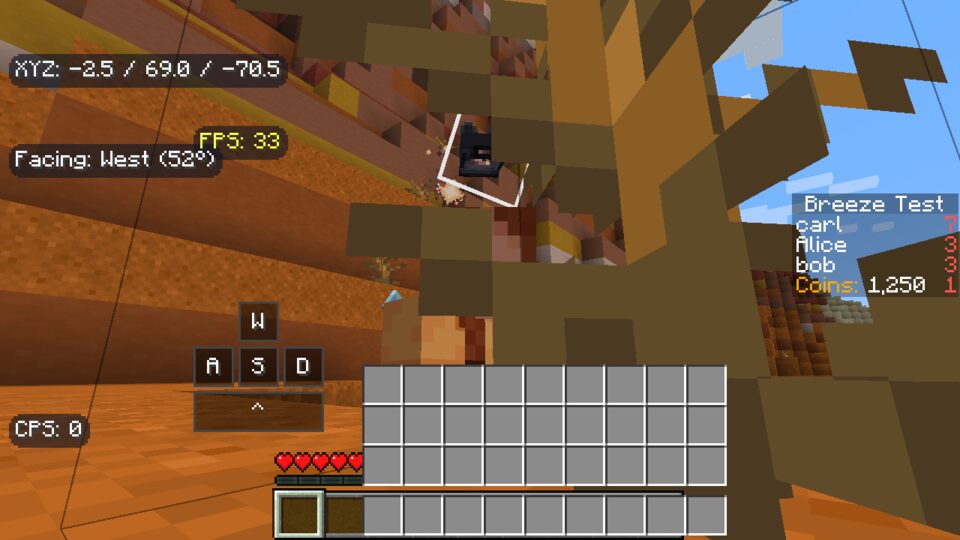 XYZ: -2.5 / 69.0 / -70.5
FPS: 33
Facing: West (52º)
Breeze Test
carl 7
Alice 3
bob 3
Coins: 1,250 1
W
A S D
^
CPS: 0